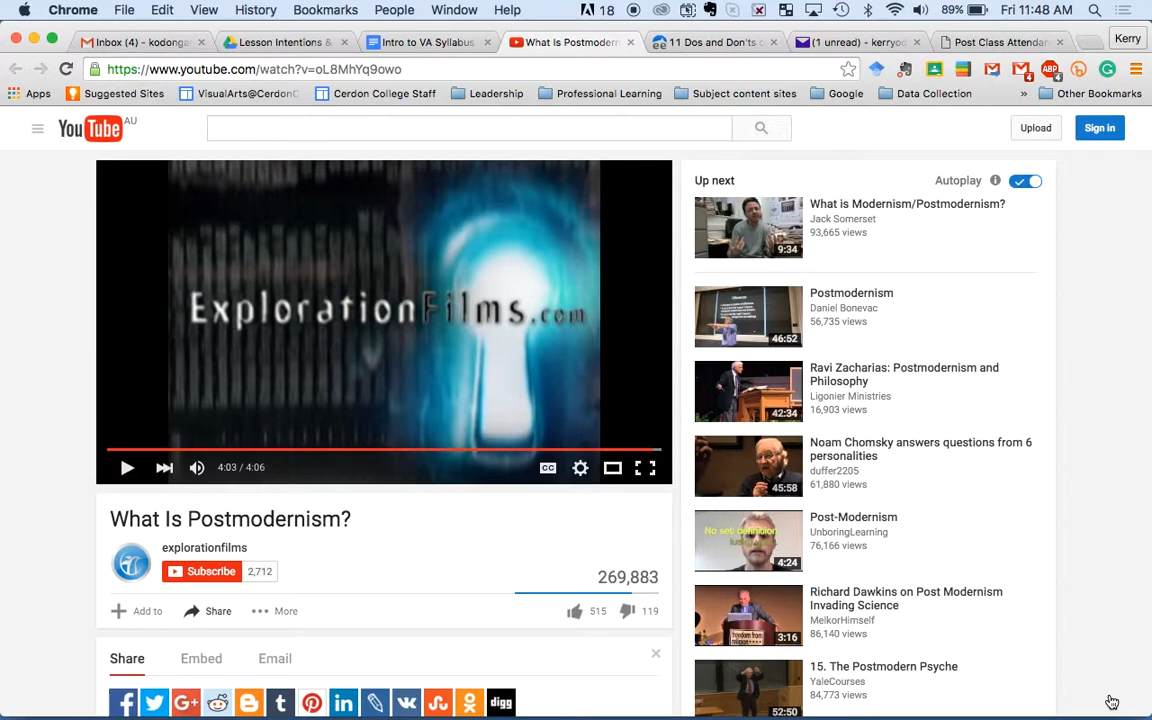 Chrome File Edit View History Bookmarks People Window Help 18 89% Fri 11:48 AM
Inbox (4) - kodonga Lesson Intentions & Intro to VA Syllabus What Is Postmodern 11 Dos and Don'ts o (1 unread) - kerryod Post Class Attendan Kerry
https://www.youtube.com/watch?v=oL8MhYq9owo
Apps Suggested Sites VisualArts@CerdonC Cerdon College Staff Leadership Professional Learning Subject content sites Google Data Collection » Other Bookmarks
YouTube AU Upload Sign in
ExplorationFilms.com
4:03 / 4:06 CC
What Is Postmodernism?
explorationfilms
Subscribe 2,712
269,883
Add to Share More 515 119
Share Embed Email
digg
Up next Autoplay
What is Modernism/Postmodernism?
Jack Somerset
93,665 views
9:34
Postmodernism
Daniel Bonevac
56,735 views
46:52
Ravi Zacharias: Postmodernism and
Philosophy
Ligonier Ministries
16,903 views
42:34
Noam Chomsky answers questions from 6
personalities
duffer2205
61,880 views
45:58
Post-Modernism
UnboringLearning
76,166 views
No set definition
4:24
Richard Dawkins on Post Modernism
Invading Science
MelkorHimself
86,140 views
3:16
15. The Postmodern Psyche
YaleCourses
84,773 views
52:50